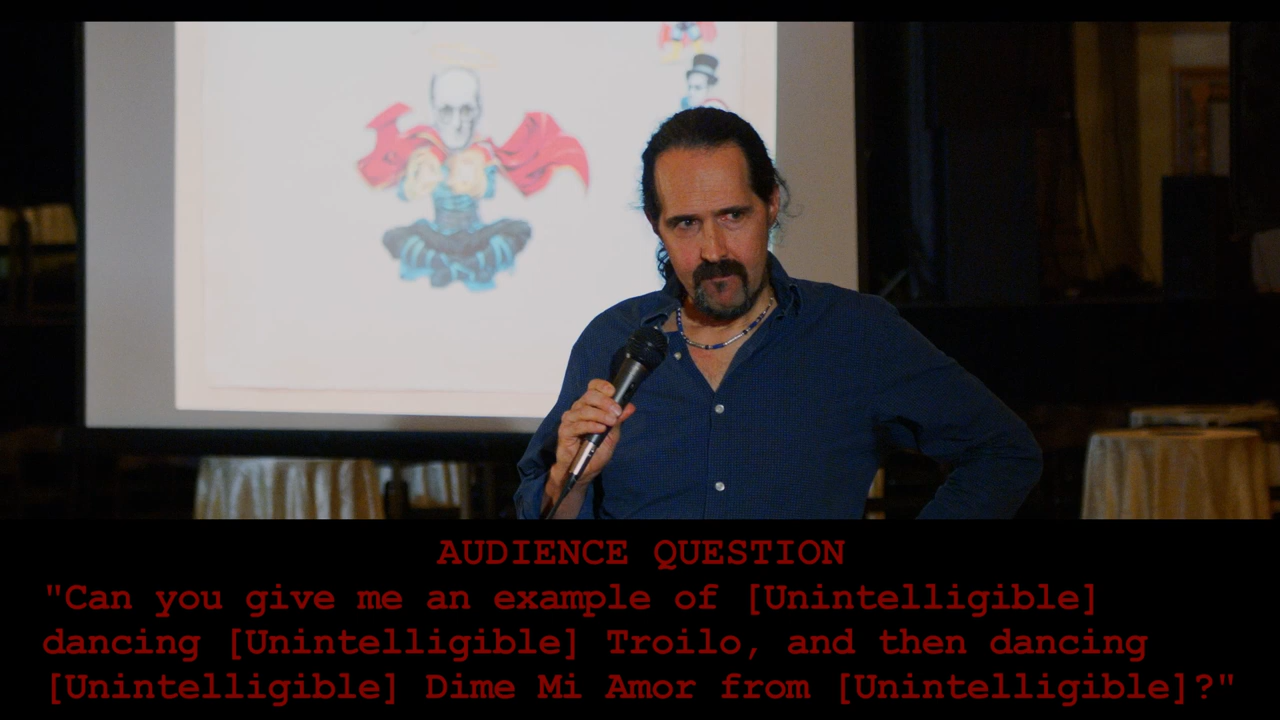 AUDIENCE QUESTION
"Can you give me an example of [Unintelligible]
dancing [Unintelligible] Troilo, and then dancing
[Unintelligible] Dime Mi Amor from [Unintelligible]?"